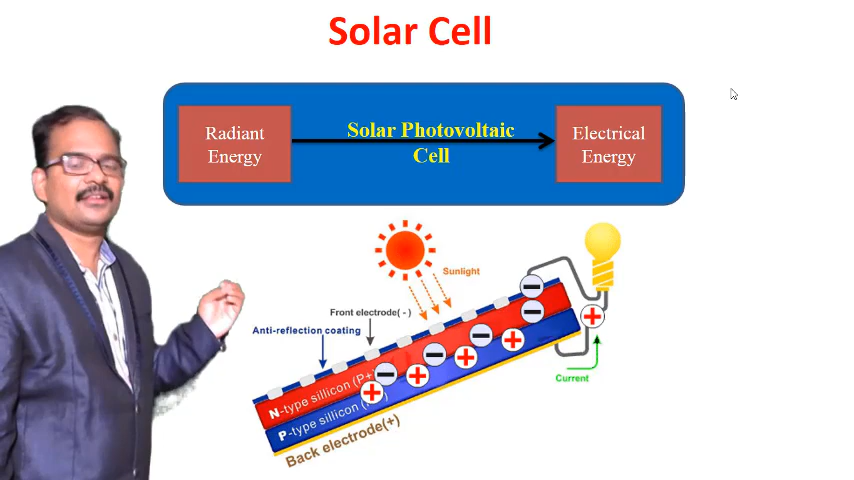 Solar Cell
Radiant
Energy
Solar Photovoltaic
Cell
Electrical
Energy
Sunlight
Front electrode( - )
Anti-reflection coating
N-type sillicon (P+)
P-type sillicon
Back electrode(+)
Current